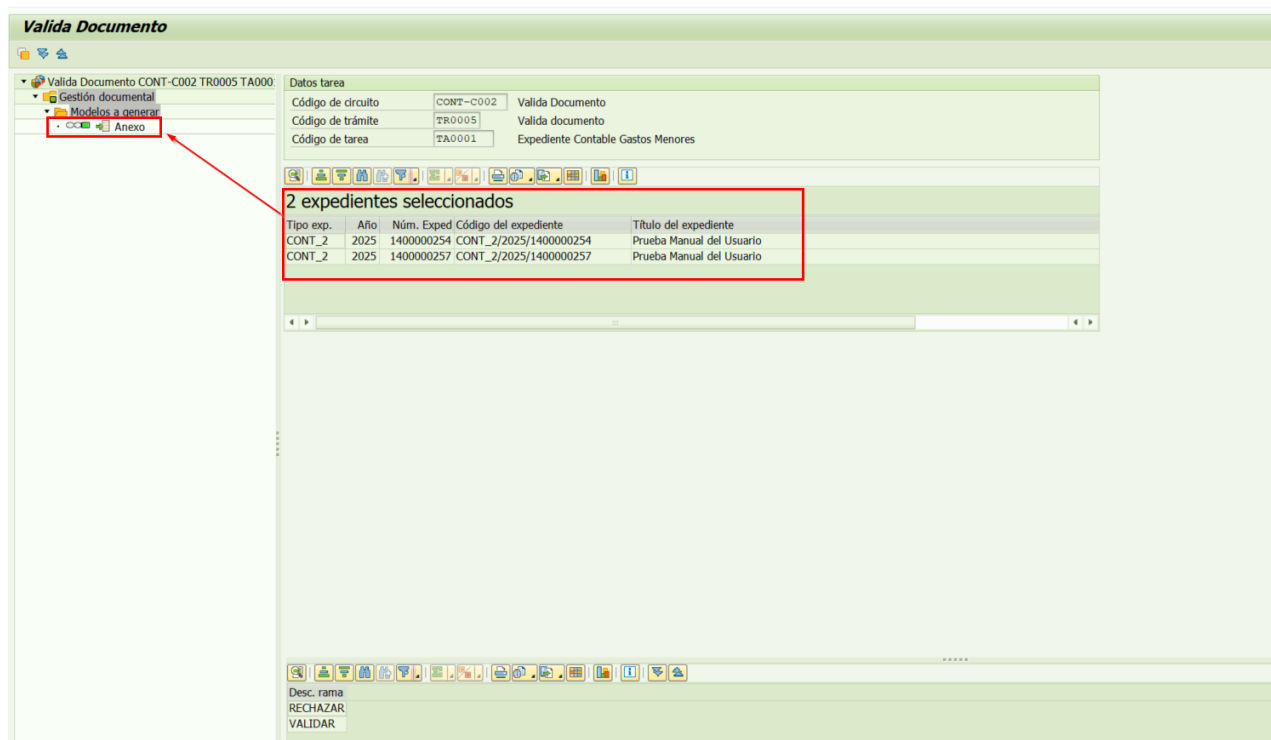 Valida Documento
Valida Documento CONT-C002 TR0005 TA000
Gestión documental
Modelos a generar
Anexo
Datos tarea
Código de circuito CONT-C002 Valida Documento
Código de trámite TR0005 Valida documento
Código de tarea TA0001 Expediente Contable Gastos Menores
2 expedientes seleccionados
Tipo exp. Año Núm. Exped Código del expediente Título del expediente
CONT_2 2025 1400000254 CONT_2/2025/1400000254 Prueba Manual del Usuario
CONT_2 2025 1400000257 CONT_2/2025/1400000257 Prueba Manual del Usuario
Desc. rama
RECHAZAR
VALIDAR